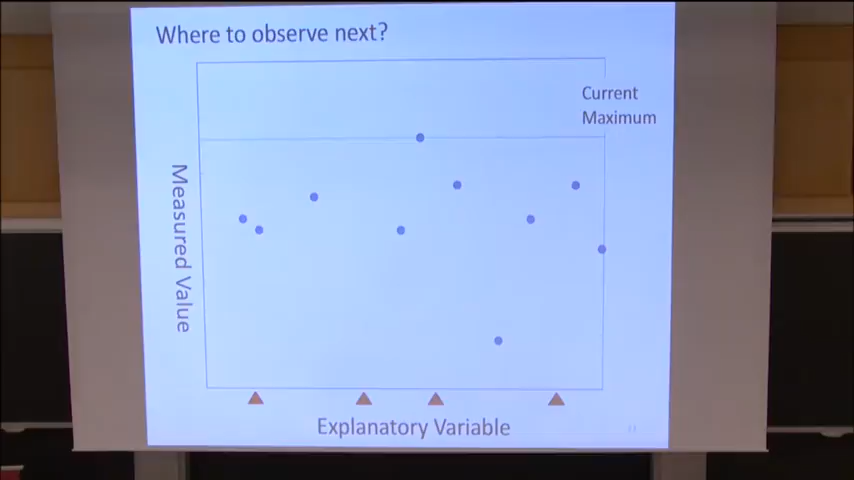 Where to observe next?
Current
Maximum
Measured Value
Explanatory Variable